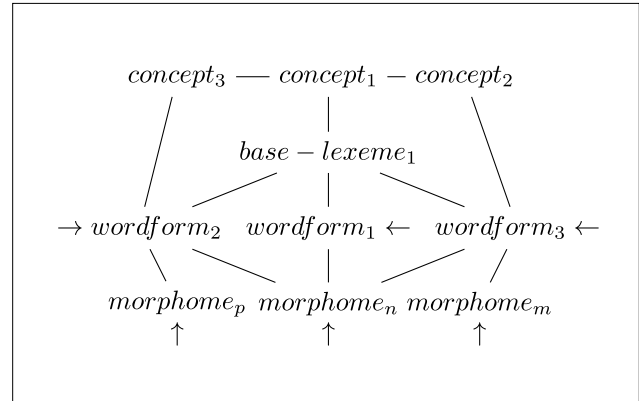 concept₃ — concept₁ – concept₂
base – lexeme₁
→ wordform₂ wordform₁ ← wordform₃ ←
morphomeₚ morphomeₙ morphomeₘ
↑ ↑ ↑